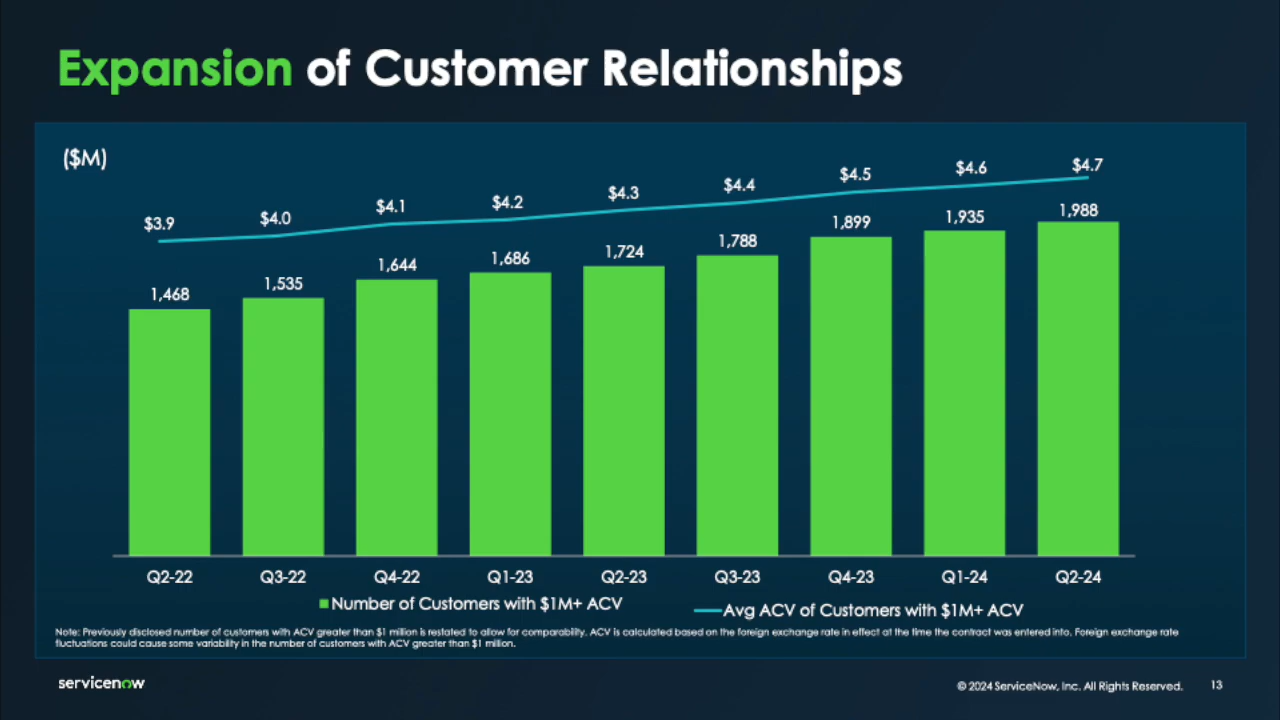 Expansion of Customer Relationships
($M)
$3.9
$4.0
$4.1
$4.2
$4.3
$4.4
$4.5
$4.6
$4.7
1,468
1,535
1,644
1,686
1,724
1,788
1,899
1,935
1,988
Q2-22
Q3-22
Q4-22
Q1-23
Q2-23
Q3-23
Q4-23
Q1-24
Q2-24
Number of Customers with $1M+ ACV
Avg ACV of Customers with $1M+ ACV
Note: Previously disclosed number of customers with ACV greater than $1 million is restated to allow for comparability. ACV is calculated based on the foreign exchange rate in effect at the time the contract was entered into. Foreign exchange rate
fluctuations could cause some variability in the number of customers with ACV greater than $1 million.
servicenow
© 2024 ServiceNow, Inc. All Rights Reserved.
13